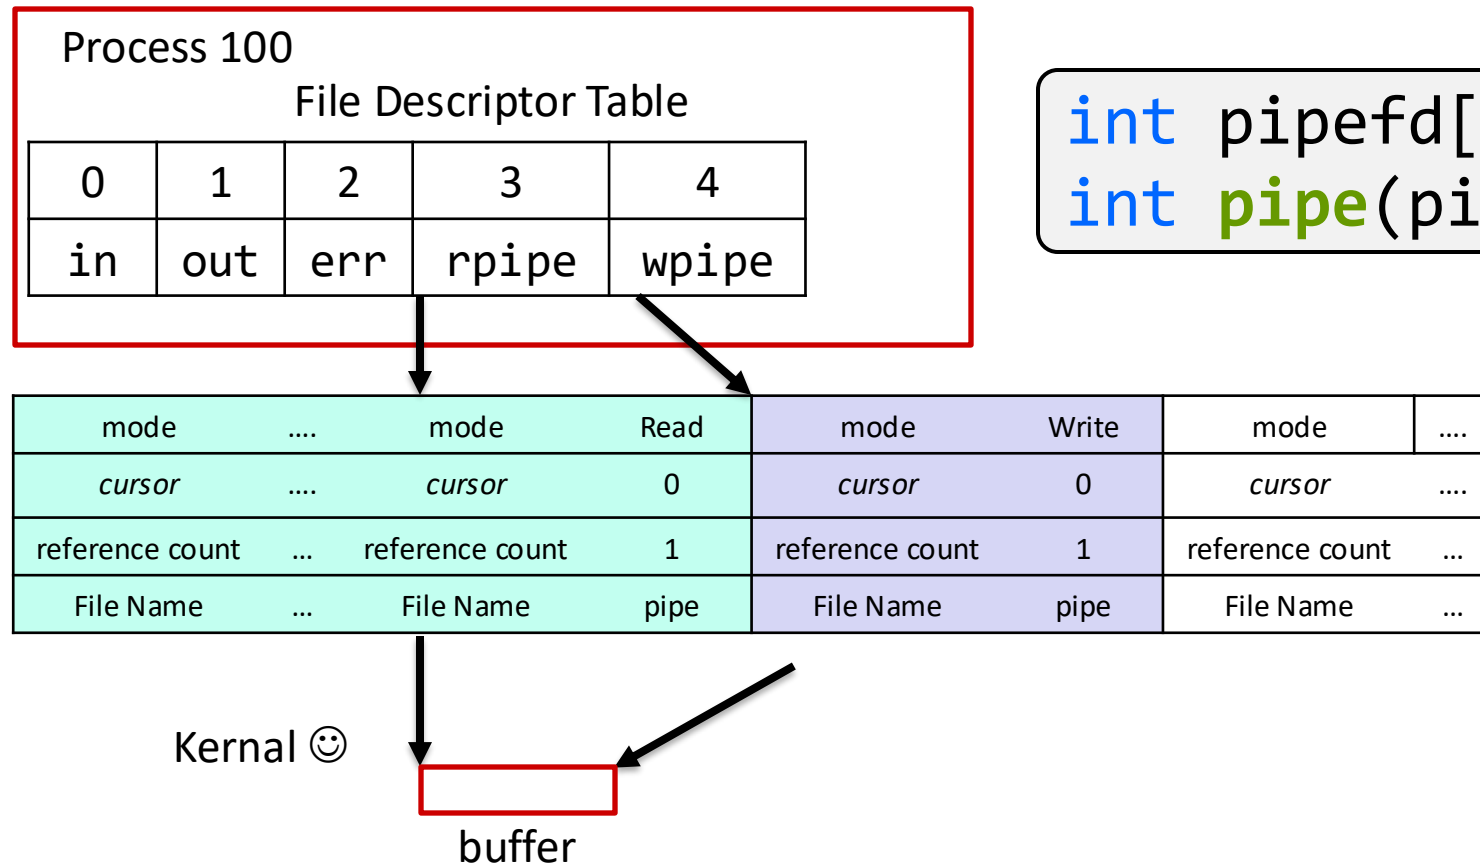 Process 100
File Descriptor Table
0 1 2 3 4
in out err rpipe wpipe
int pipefd[
int pipe(pi
mode .... mode Read mode Write mode ....
cursor .... cursor 0 cursor 0 cursor ....
reference count ... reference count 1 reference count 1 reference count ...
File Name ... File Name pipe File Name pipe File Name ...
Kernal ☺
buffer